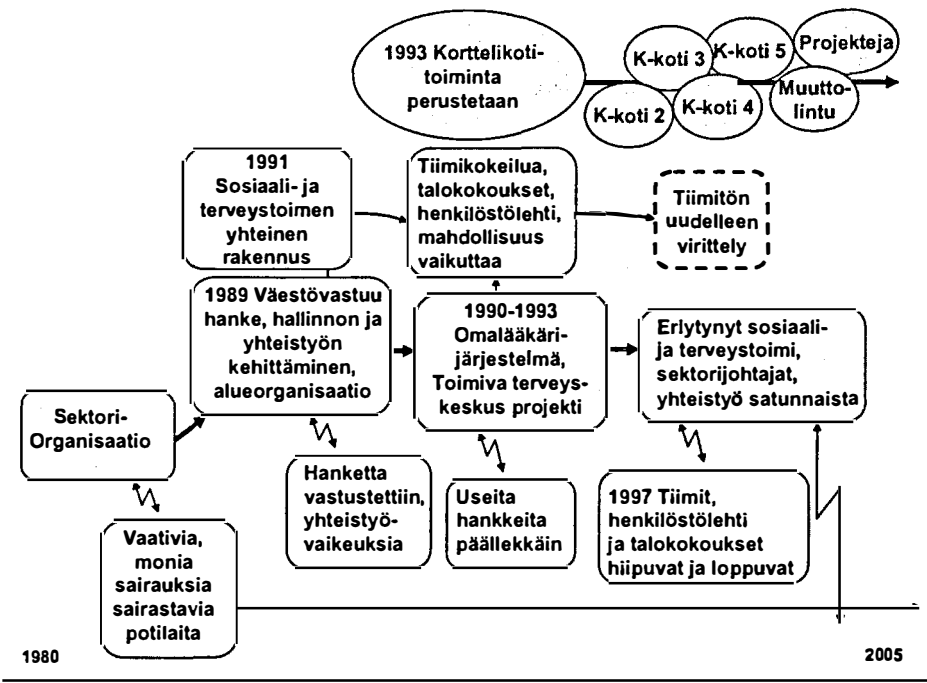 1993 Korttelikoti-
toiminta
perustetaan
K-koti 2
K-koti 3
K-koti 4
K-koti 5
Muutto-
lintu
Projekteja
1991
Sosiaali- ja
terveystoimen
yhteinen
rakennus
Tiimikokeilua,
talokokoukset,
henkilöstölehti,
mahdollisuus
vaikuttaa
Tiimitön
uudelleen
virittely
1989 Väestövastuu
hanke, hallinnon ja
yhteistyön
kehittäminen,
alueorganisaatio
1990-1993
Omalääkäri-
järjestelmä,
Toimiva terveys-
keskus projekti
Eriytynyt sosiaali-
ja terveystoimi,
sektorijohtajat,
yhteistyö satunnaista
Sektori-
Organisaatio
Hanketta
vastustettiin,
yhteistyö-
vaikeuksia
Useita
hankkeita
päällekkäin
1997 Tiimit,
henkilöstölehti
ja talokokoukset
hiipuvat ja loppuvat
Vaativia,
monia
sairauksia
sairastavia
potilaita
1980
2005